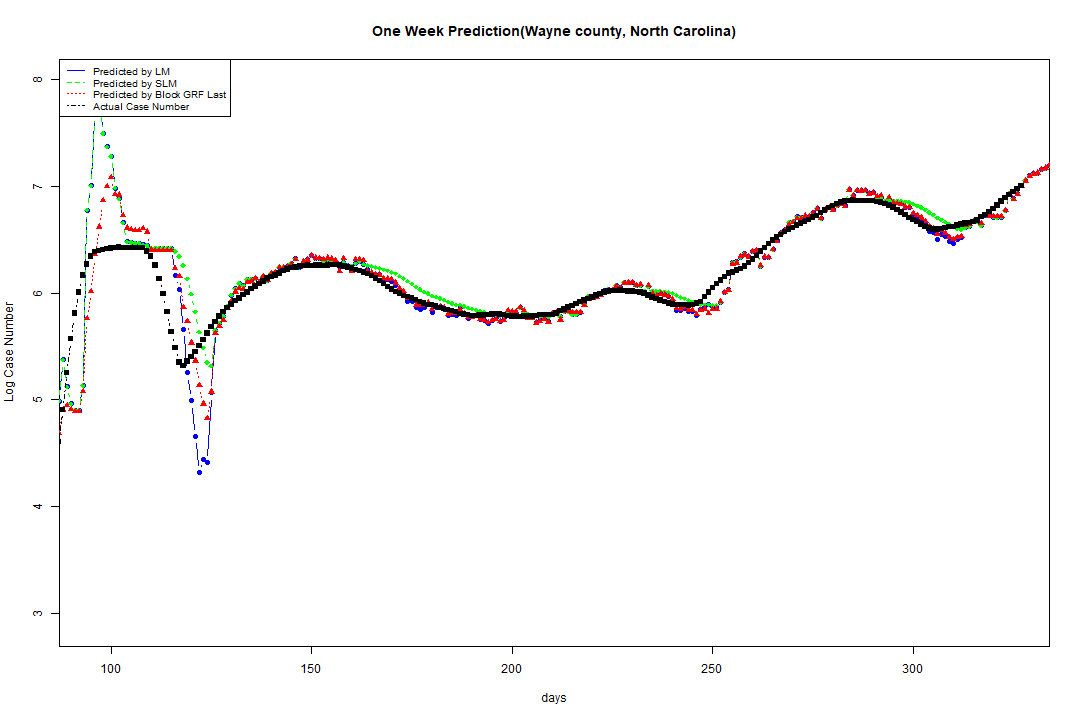 One Week Prediction(Wayne county, North Carolina)
Predicted by LM
Predicted by SLM
Predicted by Block GRF Last
Actual Case Number
8
7
6
5
4
3
Log Case Number
100 150 200 250 300
days